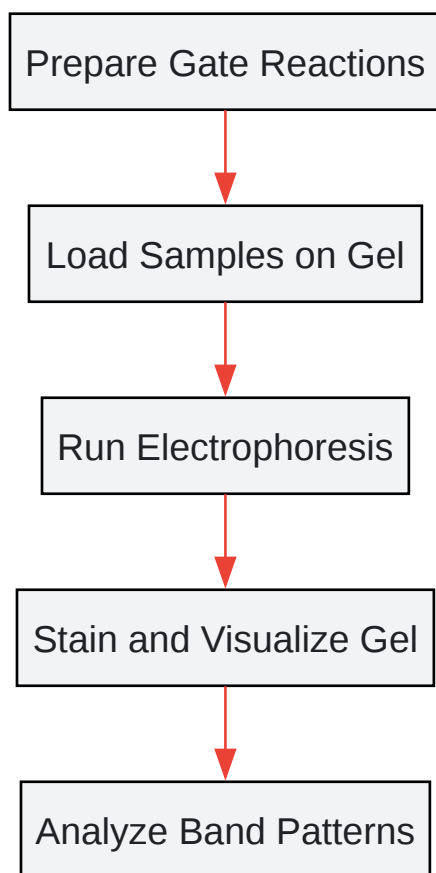 Prepare Gate Reactions
Load Samples on Gel
Run Electrophoresis
Stain and Visualize Gel
Analyze Band Patterns